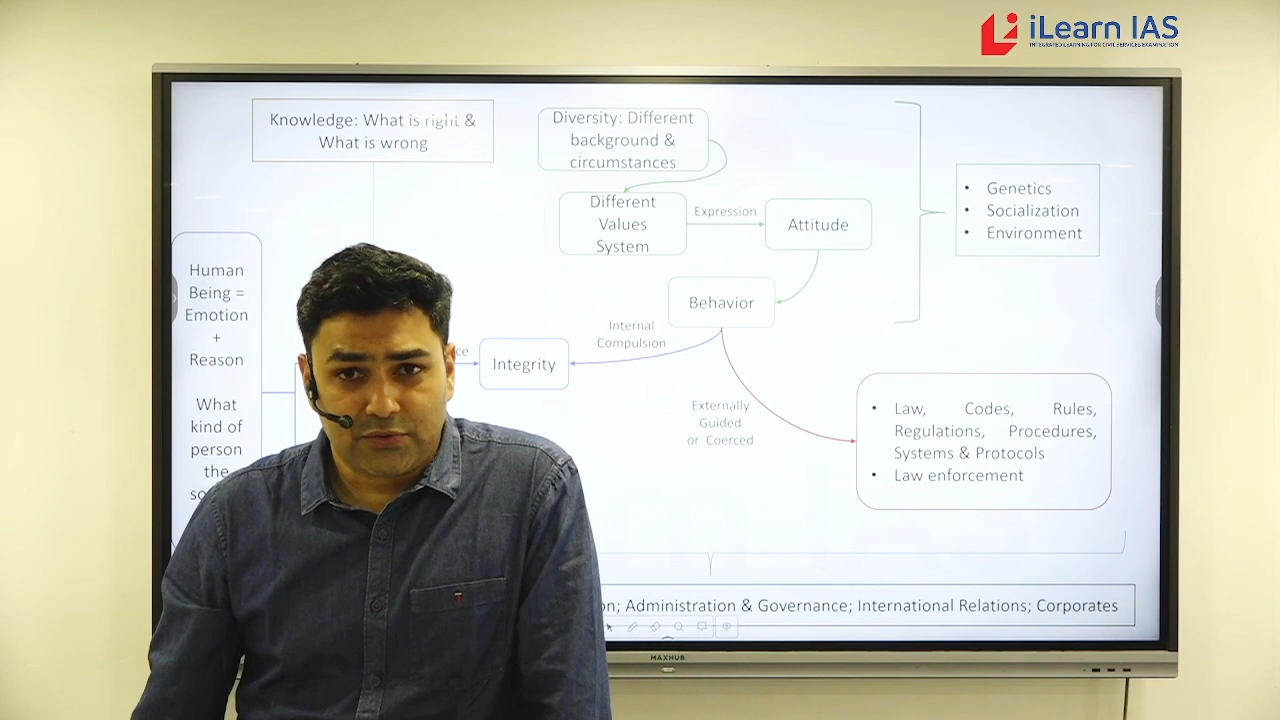 iLearn IAS
INTEGRATED LEARNING FOR CIVIL SERVICES EXAMINATION
Knowledge: What is right &
What is wrong
Diversity: Different
background &
circumstances
Different
Values
System
Expression
Attitude
• Genetics
• Socialization
• Environment
Human
Being =
Emotion
+
Reason
What
kind of
person
the
Behavior
Internal
Compulsion
Integrity
Externally
Guided
or Coerced
• Law, Codes, Rules,
Regulations, Procedures,
Systems & Protocols
• Law enforcement
Administration & Governance; International Relations; Corporates
MAXHUB